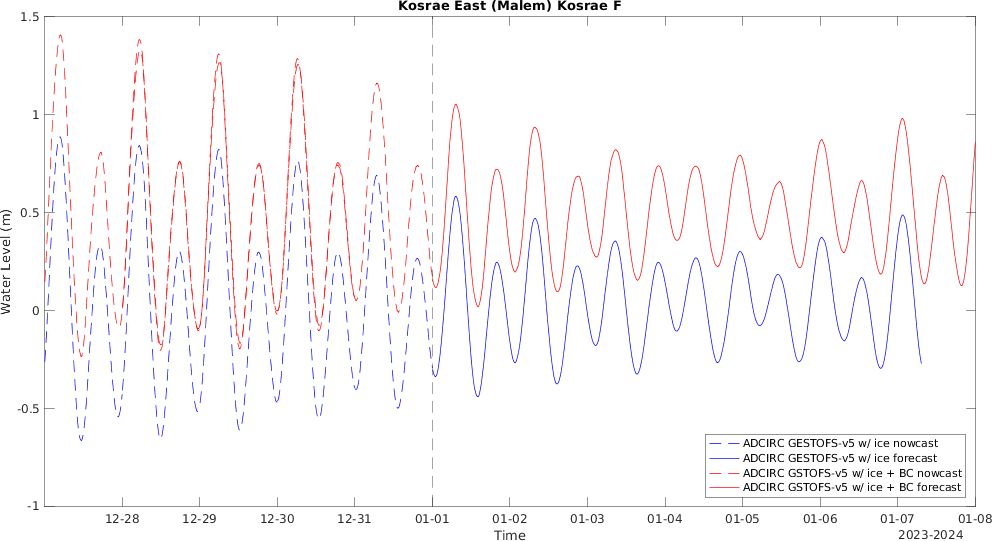 Kosrae East (Malem) Kosrae F
1.5
1
0.5
0
-0.5
-1
Water Level (m)
12-28
12-29
12-30
12-31
01-01
01-02
01-03
01-04
01-05
01-06
01-07
01-08
Time
2023-2024
ADCIRC GESTOFS-v5 w/ ice nowcast
ADCIRC GESTOFS-v5 w/ ice forecast
ADCIRC GSTOFS-v5 w/ ice + BC nowcast
ADCIRC GSTOFS-v5 w/ ice + BC forecast